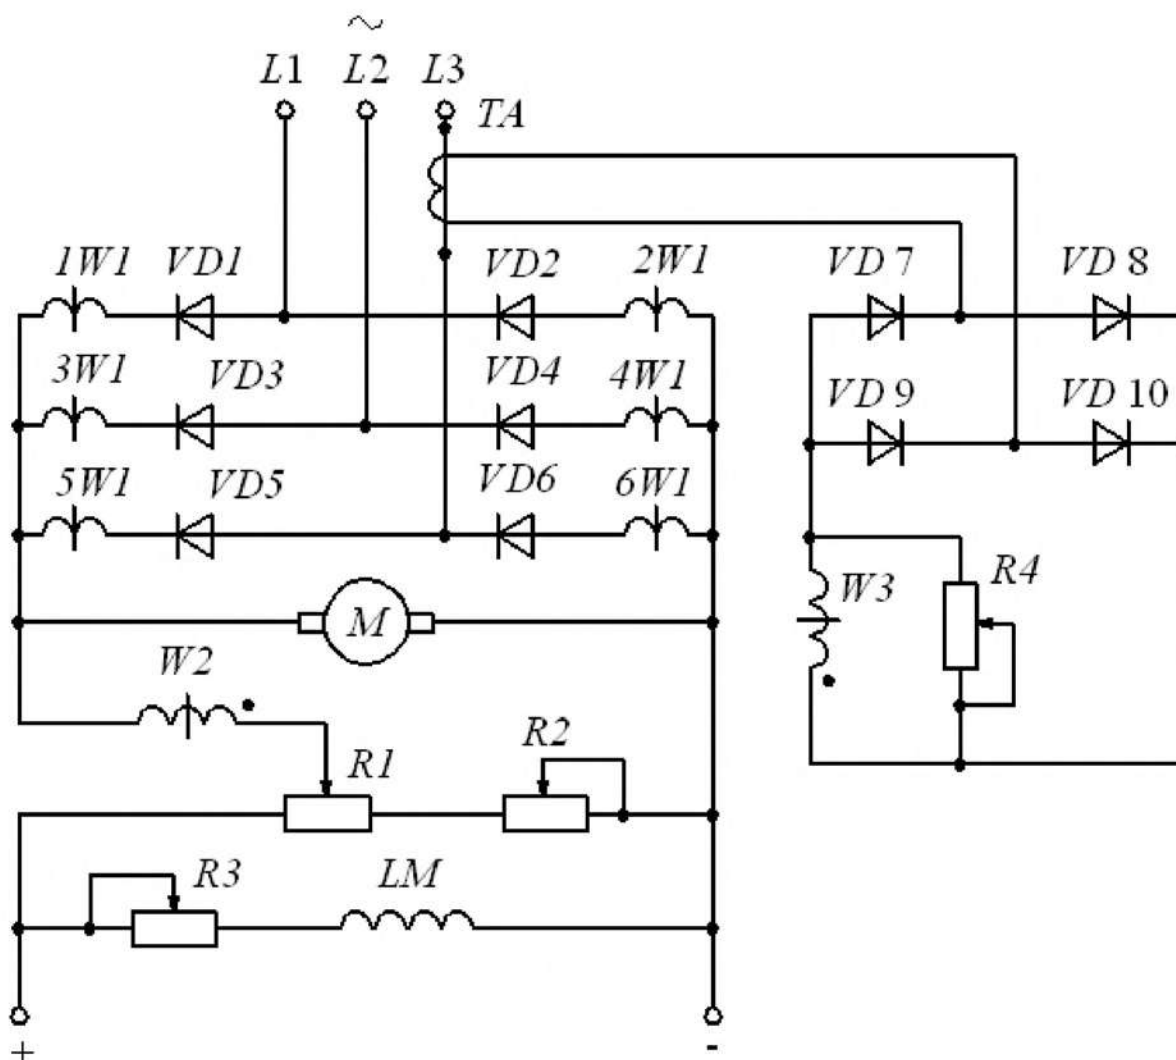 ~
L1 L2 L3
TA
1W1 VD1 VD2 2W1 VD 7 VD 8
3W1 VD3 VD4 4W1 VD 9 VD 10
5W1 VD5 VD6 6W1
M W3 R4
W2
R1 R2
R3 LM
+ -